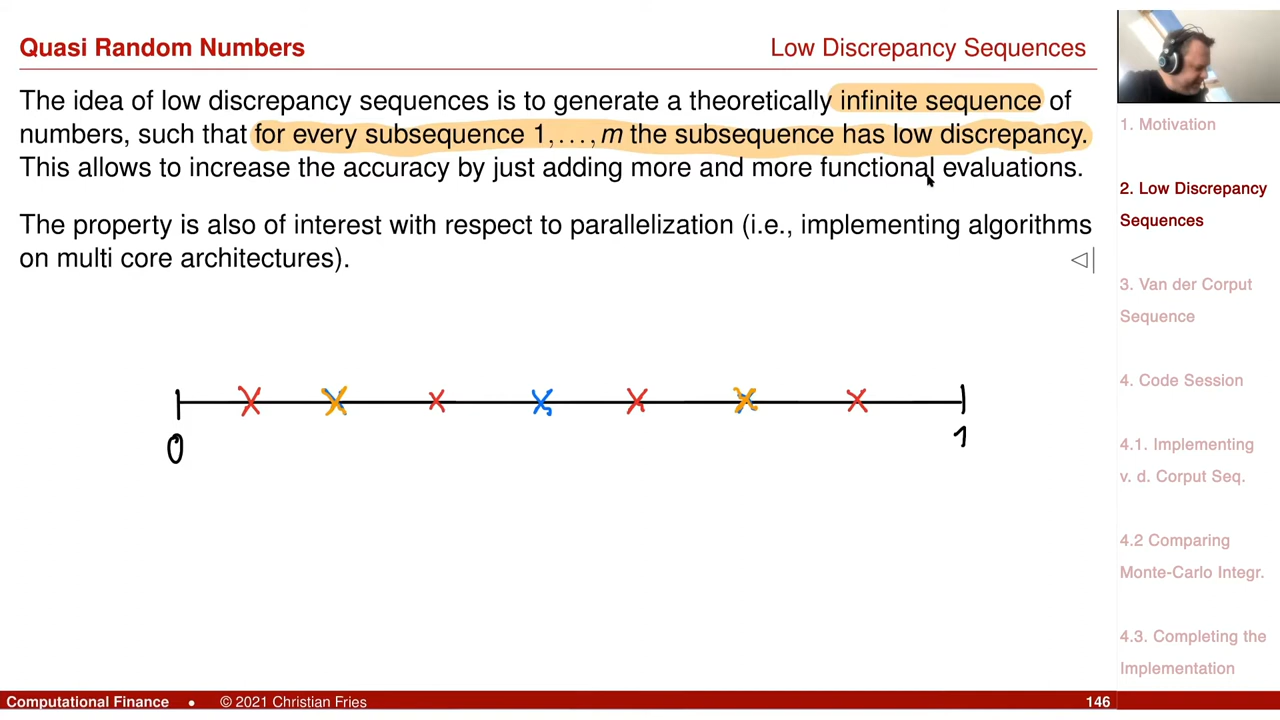 Quasi Random Numbers
Low Discrepancy Sequences
The idea of low discrepancy sequences is to generate a theoretically infinite sequence of
numbers, such that for every subsequence 1,...,m the subsequence has low discrepancy.
This allows to increase the accuracy by just adding more and more functional evaluations.
The property is also of interest with respect to parallelization (i.e., implementing algorithms
on multi core architectures).
0
1
1. Motivation
2. Low Discrepancy
Sequences
3. Van der Corput
Sequence
4. Code Session
4.1. Implementing
v. d. Corput Seq.
4.2 Comparing
Monte-Carlo Integr.
4.3. Completing the
Implementation
Computational Finance • © 2021 Christian Fries
146